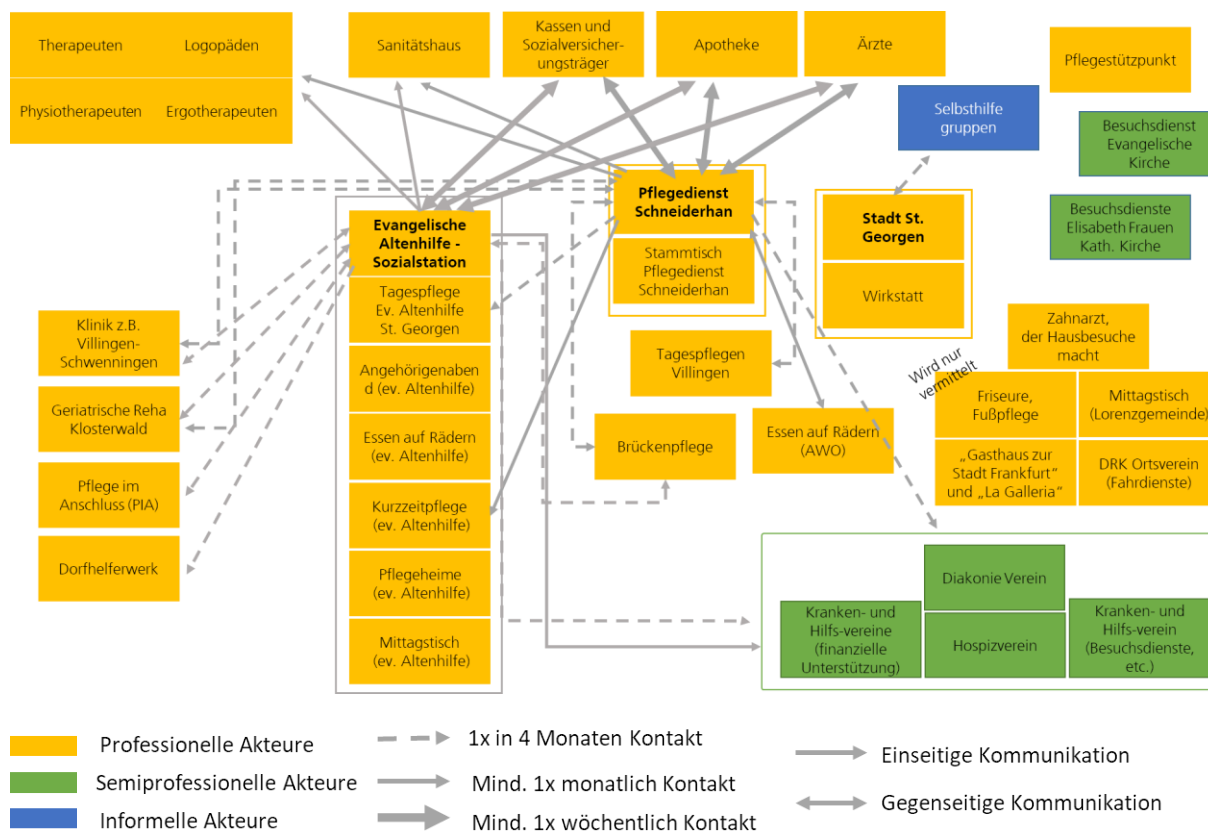 Therapeuten
Logopäden
Physiotherapeuten
Ergotherapeuten
Sanitätshaus
Kassen und
Sozialversicher-
ungsträger
Apotheke
Ärzte
Pflegestützpunkt
Selbsthilfe
gruppen
Besuchsdienst
Evangelische
Kirche
Besuchsdienste
Elisabeth Frauen
Kath. Kirche
Pflegedienst
Schneiderhan
Stammtisch
Pflegedienst
Schneiderhan
Stadt St.
Georgen
Wirkstatt
Evangelische
Altenhilfe -
Sozialstation
Tagespflege
Ev. Altenhilfe
St. Georgen
Angehörigenaben
d (ev. Altenhilfe)
Essen auf Rädern
(ev. Altenhilfe)
Kurzzeitpflege
(ev. Altenhilfe)
Pflegeheime
(ev. Altenhilfe)
Mittagstisch
(ev. Altenhilfe)
Klinik z.B.
Villingen-
Schwenningen
Geriatrische Reha
Klosterwald
Pflege im
Anschluss (PIA)
Dorfhelferwerk
Tagespflegen
Villingen
Brückenpflege
Essen auf Rädern
(AWO)
Zahnarzt,
der Hausbesuche
macht
Wird nur
vermittelt
Friseure,
Fußpflege
Mittagstisch
(Lorenzgemeinde)
„Gasthaus zur
Stadt Frankfurt“
und „La Galleria“
DRK Ortsverein
(Fahrdienste)
Diakonie Verein
Kranken- und
Hilfs-vereine
(finanzielle
Unterstützung)
Hospizverein
Kranken- und
Hilfs-verein
(Besuchsdienste,
etc.)
Professionelle Akteure
Semiprofessionelle Akteure
Informelle Akteure
1x in 4 Monaten Kontakt
Mind. 1x monatlich Kontakt
Mind. 1x wöchentlich Kontakt
Einseitige Kommunikation
Gegenseitige Kommunikation